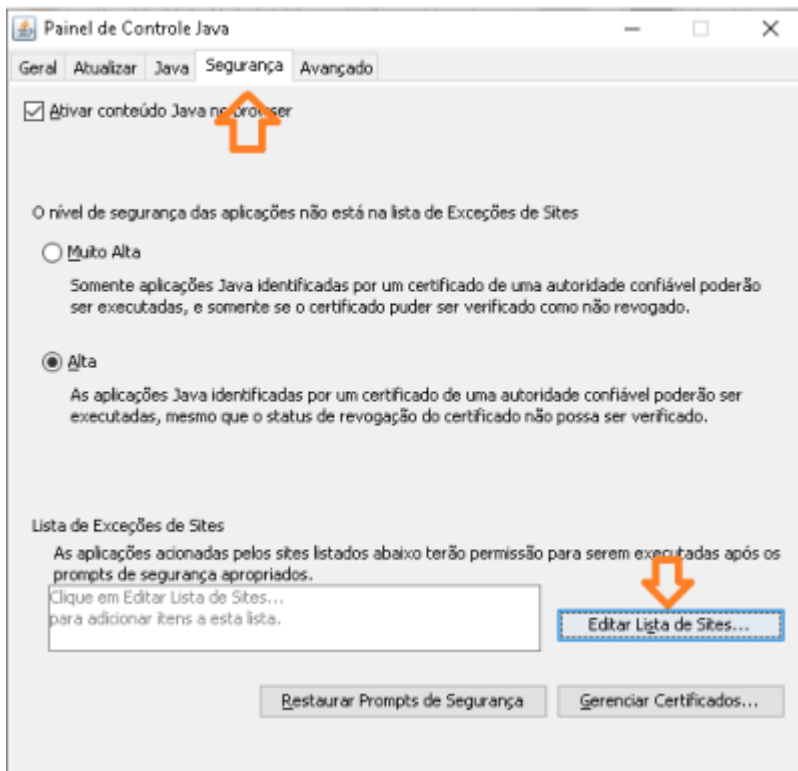 Painel de Controle Java
Geral Atualizar Java Segurança Avançado
Ativar conteúdo Java no browser
O nível de segurança das aplicações não está na lista de Exceções de Sites
Muito Alta
Somente aplicações Java identificadas por um certificado de uma autoridade confiável poderão
ser executadas, e somente se o certificado puder ser verificado como não revogado.
Alta
As aplicações Java identificadas por um certificado de uma autoridade confiável poderão ser
executadas, mesmo que o status de revogação do certificado não possa ser verificado.
Lista de Exceções de Sites
As aplicações acionadas pelos sites listados abaixo terão permissão para serem executadas após os
prompts de segurança apropriados.
Clique em Editar Lista de Sites...
para adicionar itens a esta lista.
Editar Lista de Sites...
Restaurar Prompts de Segurança Gerenciar Certificados...